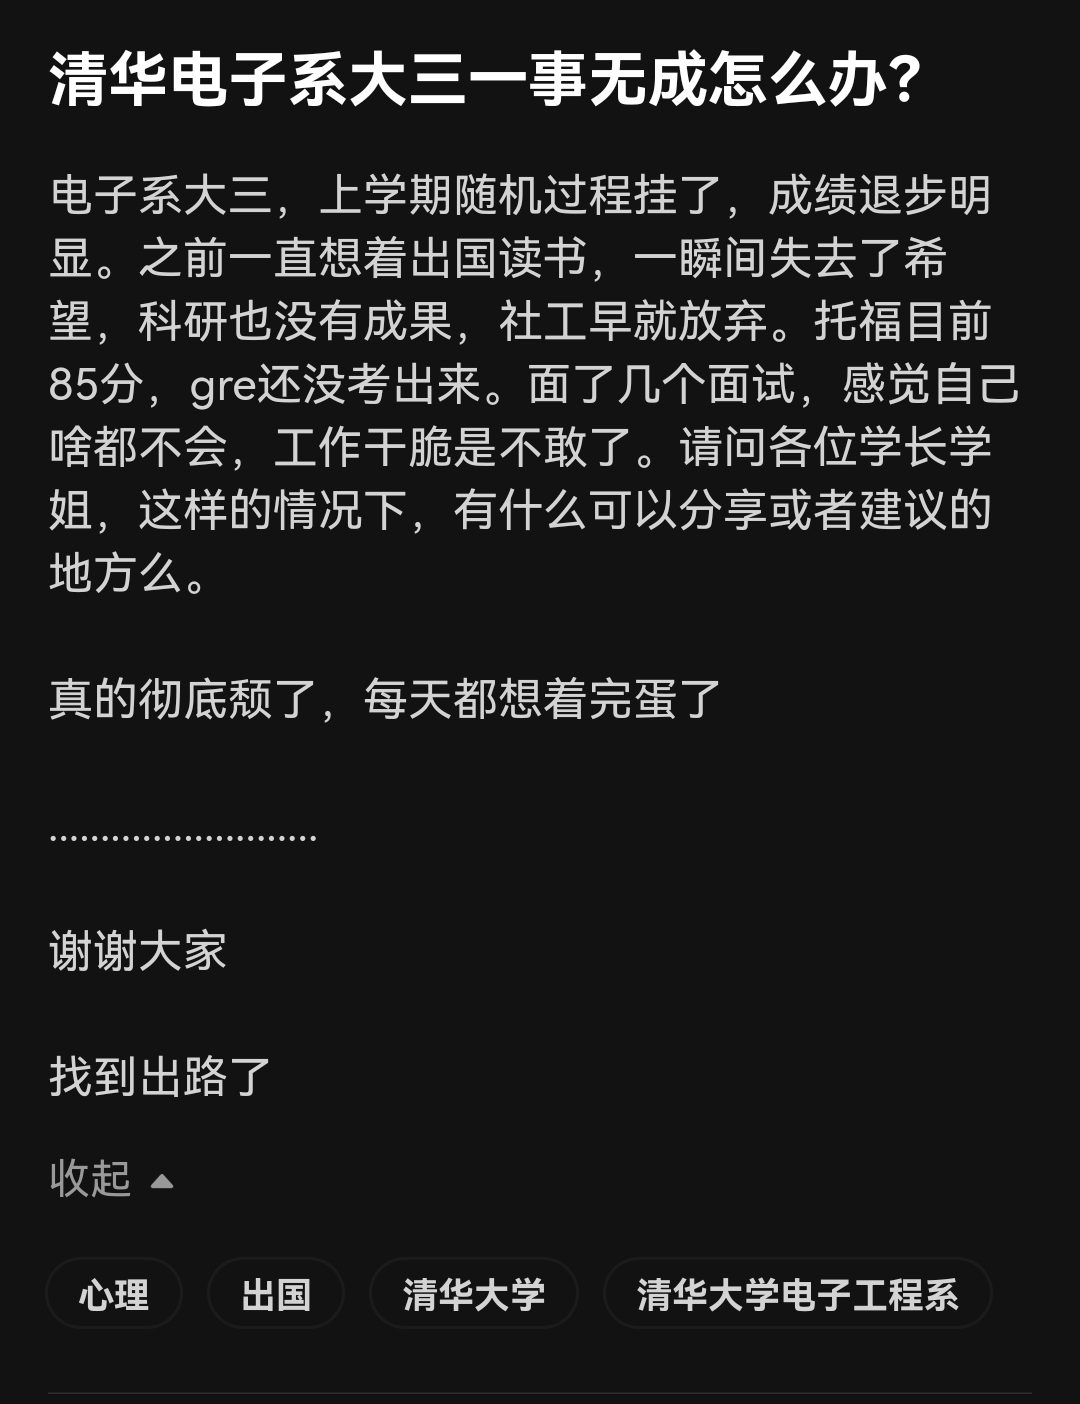 清华电子系大三一事无成怎么办?
电子系大三，上学期随机过程挂了，成绩退步明
显。之前一直想着出国读书，一瞬间失去了希
望，科研也没有成果，社工早就放弃。托福目前
85分，gre还没考出来。面了几个面试，感觉自己
啥都不会，工作干脆是不敢了。请问各位学长学
姐，这样的情况下，有什么可以分享或者建议的
地方么。
真的彻底颓了，每天都想着完蛋了
..........................
谢谢大家
找到出路了
收起
心理 出国 清华大学 清华大学电子工程系